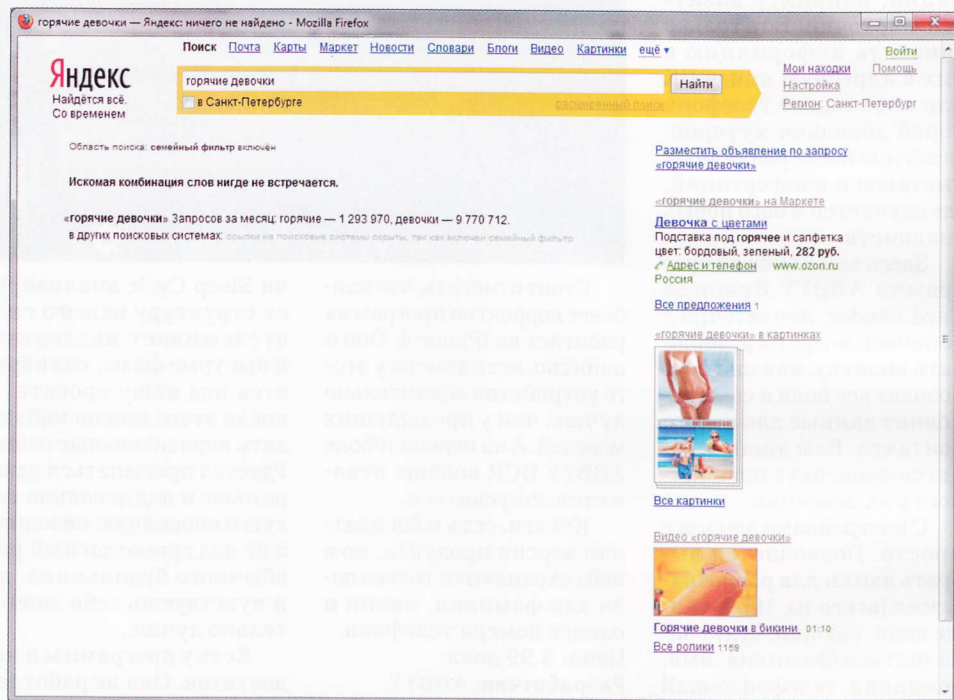 горячие девочки — Яндекс: ничего не найдено - Mozilla Firefox
Поиск Почта Карты Маркет Новости Словари Блоги Видео Картинки ещё ▾
Войти
Яндекс
Найдётся всё.
Со временем
горячие девочки
Найти
в Санкт-Петербурге
расширенный поиск
Мои находки Помощь
Настройка
Регион: Санкт-Петербург
Область поиска: семейный фильтр включён
Искомая комбинация слов нигде не встречается.
«горячие девочки» Запросов за месяц: горячие — 1 293 970, девочки — 9 770 712.
в других поисковых системах: ссылки на поисковые системы скрыты, так как включен семейный фильтр
Разместить объявление по запросу
«горячие девочки»
«горячие девочки» на Маркете
Девочка с цветами
Подставка под горячее и салфетка
цвет: бордовый, зеленый, 282 руб.
Адрес и телефон www.ozon.ru
Россия
Все предложения 1
«горячие девочки» в картинках
Все картинки
Видео «горячие девочки»
Горячие девочки в бикини. 01:10
Все ролики 1159